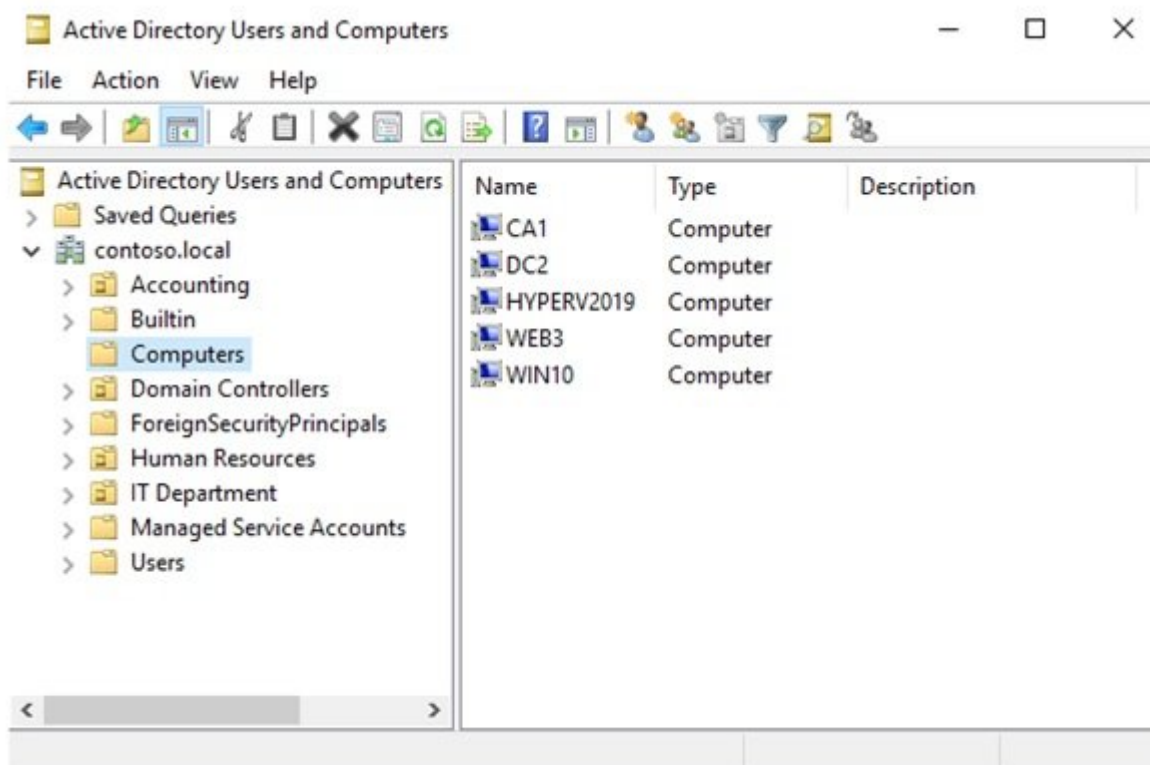 Active Directory Users and Computers
File Action View Help
Active Directory Users and Computers
Saved Queries
contoso.local
Accounting
Builtin
Computers
Domain Controllers
ForeignSecurityPrincipals
Human Resources
IT Department
Managed Service Accounts
Users
Name Type Description
CA1 Computer
DC2 Computer
HYPERV2019 Computer
WEB3 Computer
WIN10 Computer